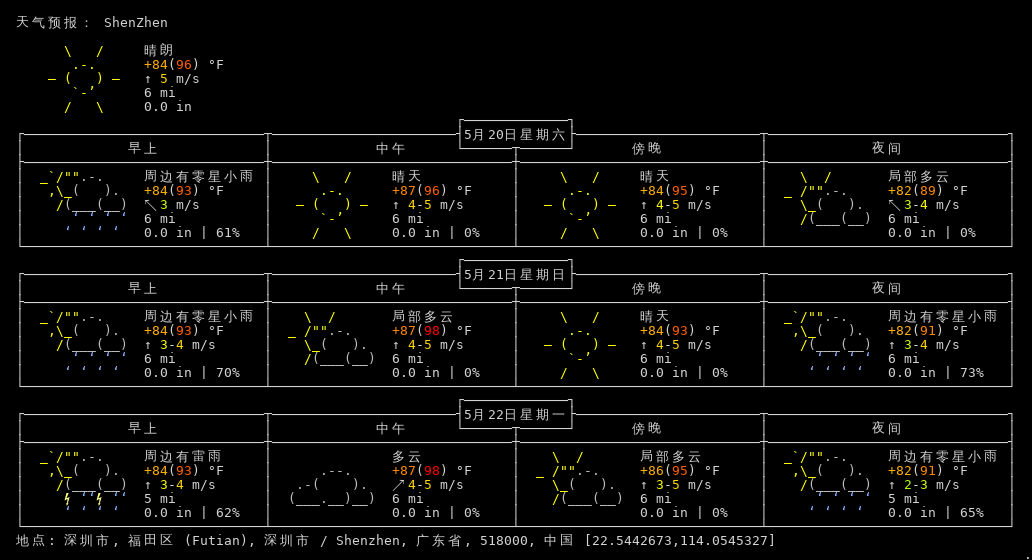 天气预报： ShenZhen
晴朗
+84(96) °F
↑ 5 m/s
6 mi
0.0 in
5月20日星期六
早上 中午 傍晚 夜间
周边有零星小雨 晴天 晴天 局部多云
+84(93) °F +87(96) °F +84(95) °F +82(89) °F
↖3 m/s ↑ 4-5 m/s ↑ 4-5 m/s ↖3-4 m/s
6 mi 6 mi 6 mi 6 mi
0.0 in | 61% 0.0 in | 0% 0.0 in | 0% 0.0 in | 0%
5月21日星期日
早上 中午 傍晚 夜间
周边有零星小雨 局部多云 晴天 周边有零星小雨
+84(93) °F +87(98) °F +84(93) °F +82(91) °F
↑ 3-4 m/s ↑ 4-5 m/s ↑ 4-5 m/s ↑ 3-4 m/s
6 mi 6 mi 6 mi 6 mi
0.0 in | 70% 0.0 in | 0% 0.0 in | 0% 0.0 in | 73%
5月22日星期一
早上 中午 傍晚 夜间
周边有雷雨 多云 局部多云 周边有零星小雨
+84(93) °F +87(98) °F +86(95) °F +82(91) °F
↑ 3-4 m/s ↗4-5 m/s ↑ 3-5 m/s ↑ 2-3 m/s
5 mi 6 mi 6 mi 5 mi
0.0 in | 62% 0.0 in | 0% 0.0 in | 0% 0.0 in | 65%
地点: 深圳市, 福田区 (Futian), 深圳市 / Shenzhen, 广东省, 518000, 中国 [22.5442673,114.0545327]